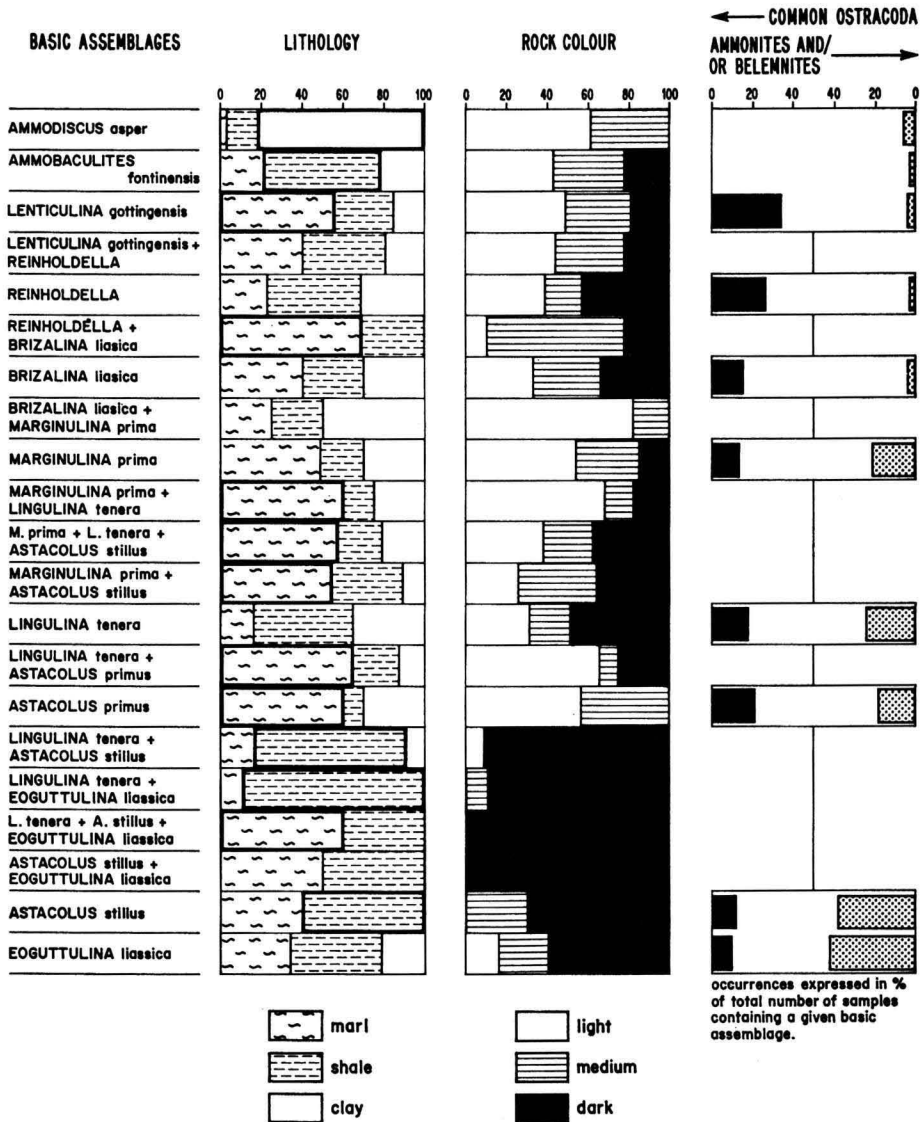 BASIC ASSEMBLAGES
LITHOLOGY
ROCK COLOUR
COMMON OSTRACODA
AMMONITES AND/
OR BELEMNITES
0 20 40 60 80 100
0 20 40 60 80 100
0 20 40
40 20 0
AMMODISCUS asper
AMMOBACULITES
fontinensis
LENTICULINA gottingensis
LENTICULINA gottingensis +
REINHOLDELLA
REINHOLDELLA
REINHOLDELLA +
BRIZALINA liasica
BRIZALINA liasica
BRIZALINA liasica +
MARGINULINA prima
MARGINULINA prima
MARGINULINA prima +
LINGULINA tenera
M. prima + L. tenera +
ASTACOLUS stillus
MARGINULINA prima +
ASTACOLUS stillus
LINGULINA tenera
LINGULINA tenera +
ASTACOLUS primus
ASTACOLUS primus
LINGULINA tenera +
ASTACOLUS stillus
LINGULINA tenera +
EOGUTTULINA liassica
L. tenera + A. stillus +
EOGUTTULINA liassica
ASTACOLUS stillus +
EOGUTTULINA liassica
ASTACOLUS stillus
EOGUTTULINA liassica
occurrences expressed in %
of total number of samples
containing a given basic
assemblage.
marl
shale
clay
light
medium
dark